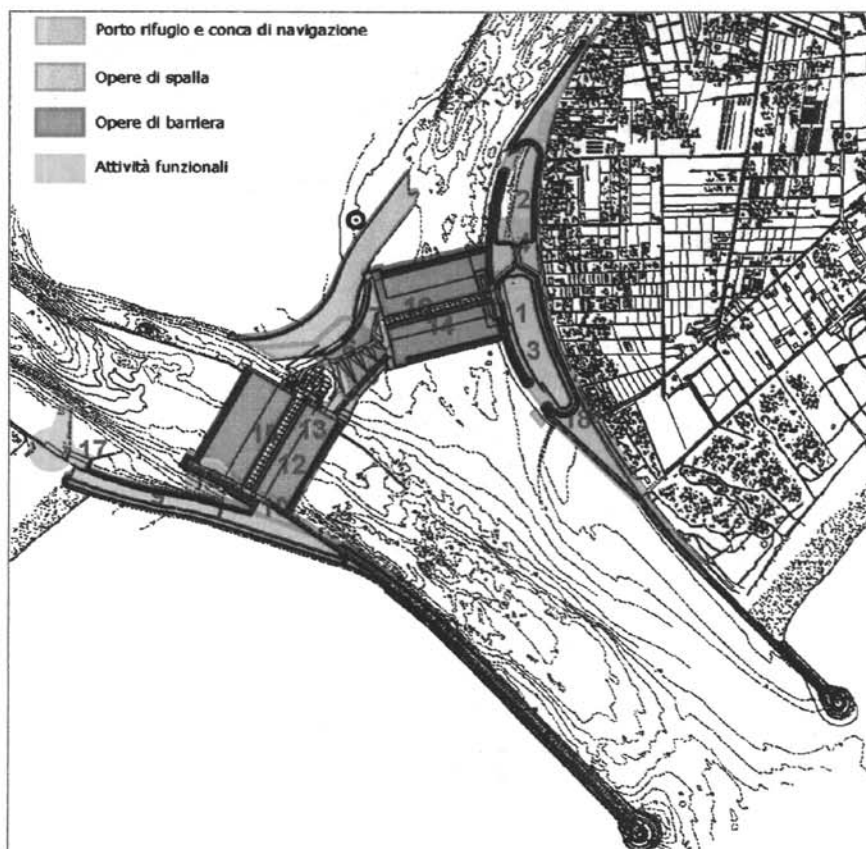 Porto rifugio e conca di navigazione
Opere di spalla
Opere di barriera
Attività funzionali
2
1
14
3
18
13
12
17
9